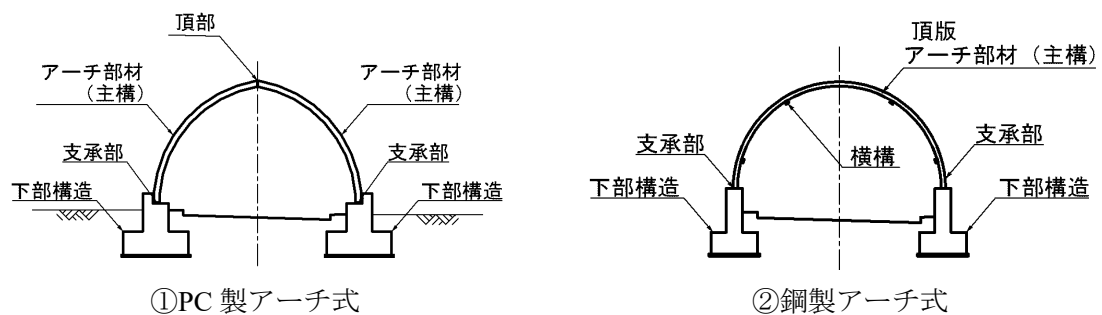 頂部
アーチ部材
(主構)
アーチ部材
(主構)
支承部
支承部
下部構造
下部構造
①PC 製アーチ式
頂版
アーチ部材（主構）
横構
支承部
支承部
下部構造
下部構造
②鋼製アーチ式